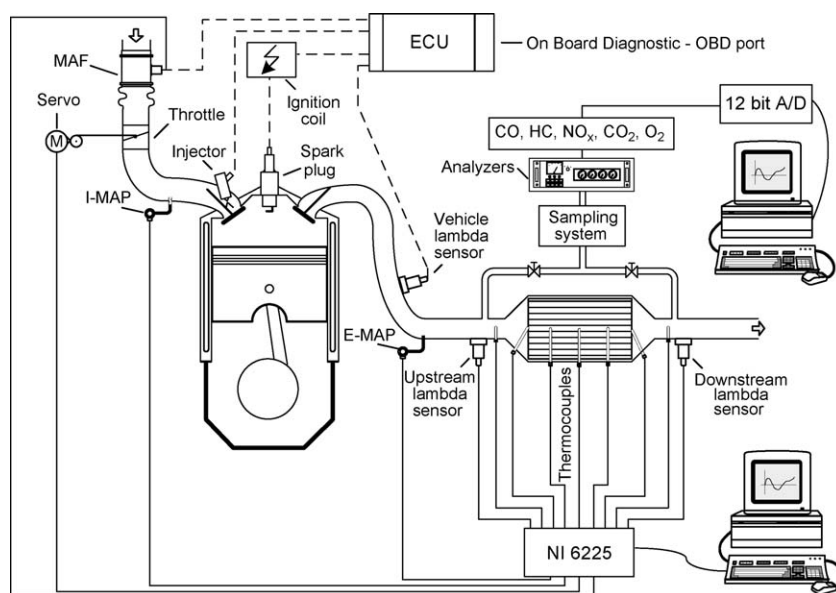 MAF
Servo
M
Throttle
Injector
I-MAP
Ignition
coil
Spark
plug
ECU
On Board Diagnostic - OBD port
12 bit A/D
CO, HC, NOₓ, CO₂, O₂
Analyzers
Sampling
system
Vehicle
lambda
sensor
E-MAP
Upstream
lambda
sensor
Thermocouples
Downstream
lambda
sensor
NI 6225